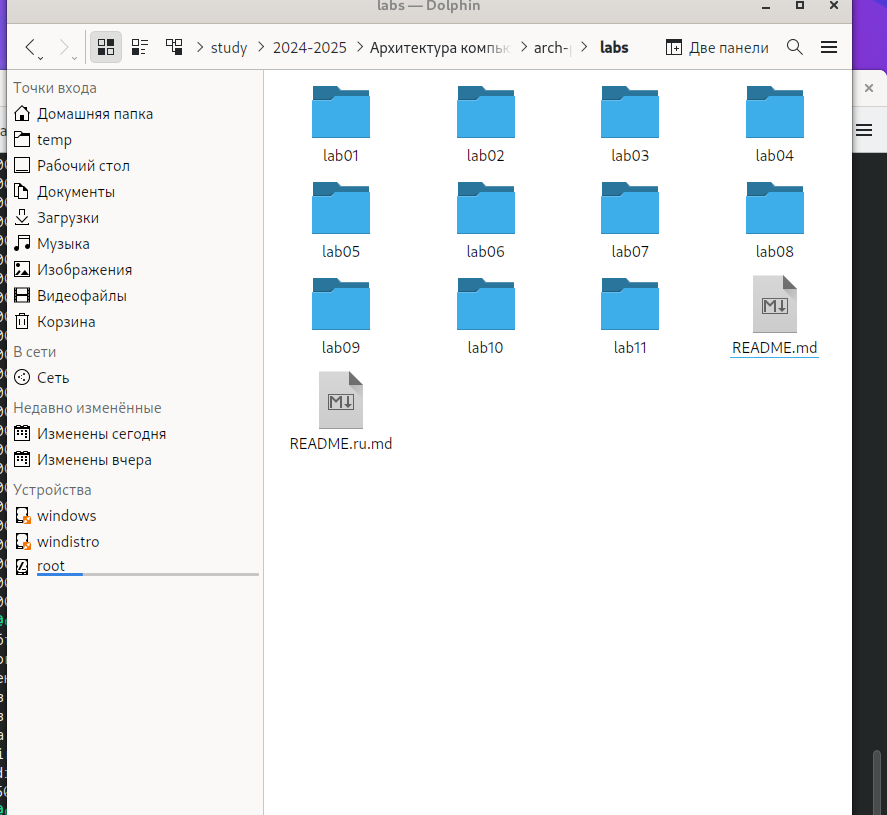 labs — Dolphin
study 2024-2025 Архитектура arch- labs Две панели
Точки входа
Домашняя папка
temp
Рабочий стол
Документы
Загрузки
Музыка
Изображения
Видеофайлы
Корзина
В сети
Сеть
Недавно изменённые
Изменены сегодня
Изменены вчера
Устройства
windows
windistro
root
lab01 lab02 lab03 lab04
lab05 lab06 lab07 lab08
lab09 lab10 lab11 README.md
README.ru.md